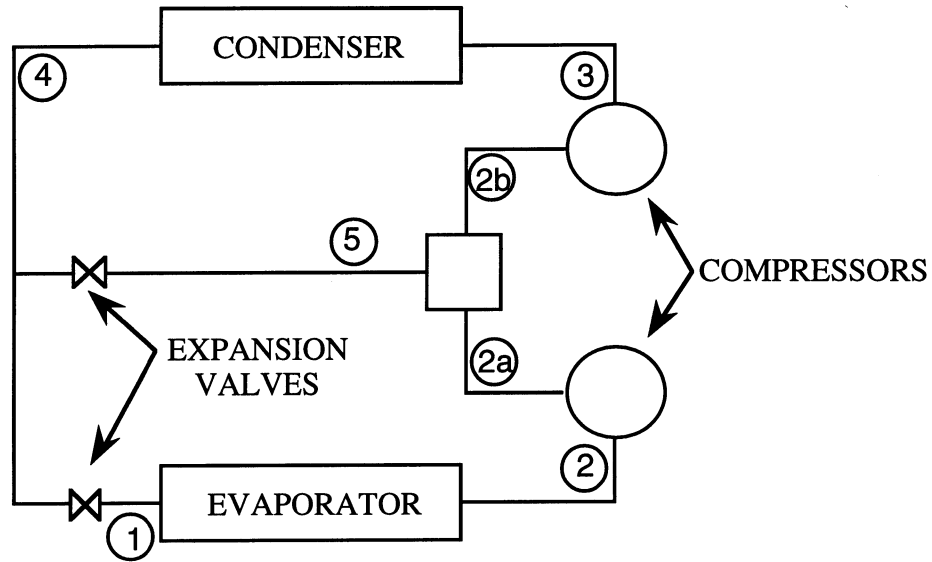 CONDENSER
4
3
2b
5
COMPRESSORS
EXPANSION
VALVES
2a
2
EVAPORATOR
1